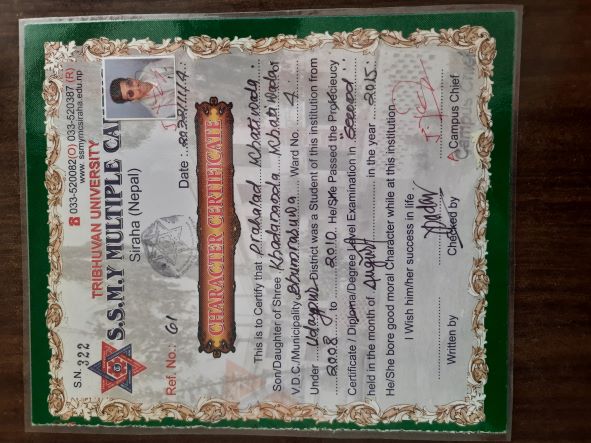 S.N. 322
☎ 033-520082(O) 033-520387 (R)
www. ssmymcsiraha.edu.np
TRIBHUVAN UNIVERSITY
S.S.M.Y MULTIPLE
Siraha (Nepal)
Ref. No.: 61
Date :..2072/11/4.:
CHARACTER CERTIFICATE
This is to Certify that Prahalad Khatiwada.
Son/Daughter of Shree Khadananda Khatiwada
V.D.C./Municipality Bhumrasuwa Ward No. 4
Under Udaypur District was a Student of this institution from
2008 to 2010. He/She Passed the Profecieucy
Certificate / Diploma/Degree Level Examination in "Second"
held in the month of August in the year 2015.
He/She bore good moral Character while at this institution
I Wish him/her success in life .
Yadav
Written by Checked by A Campus Chief
Campus Chief